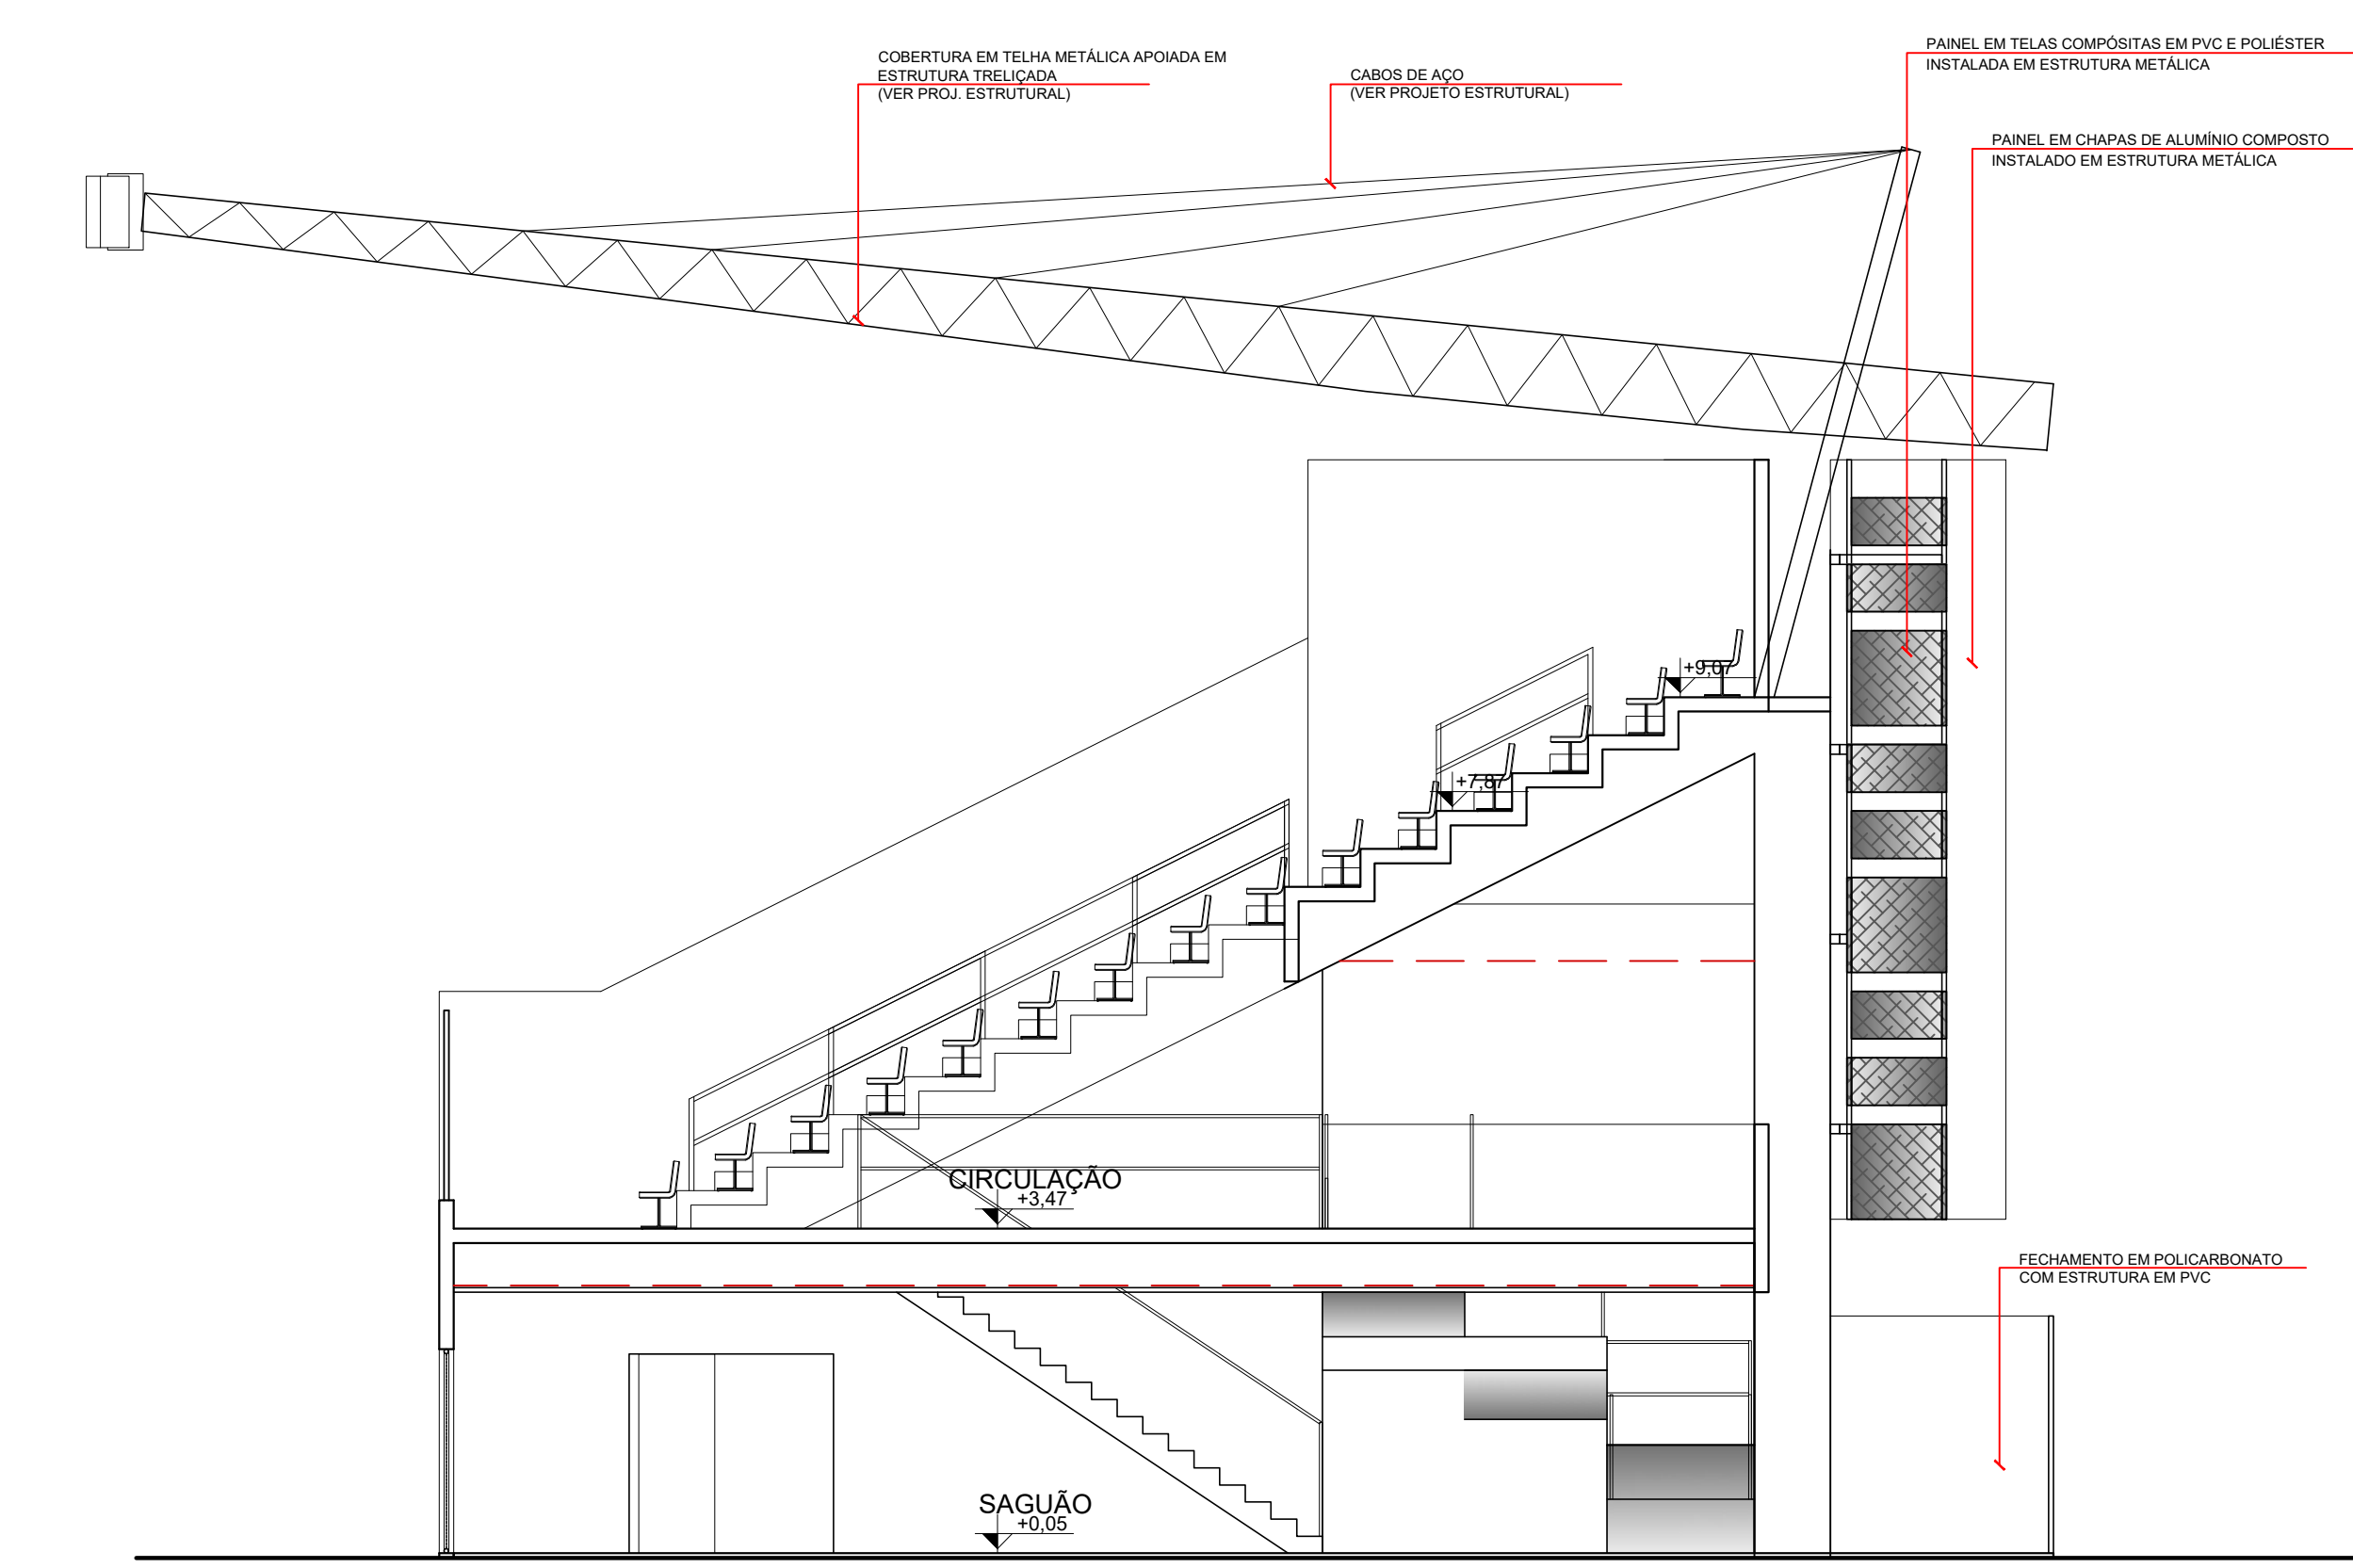 PAINEL EM TELAS COMPÓSITAS EM PVC E POLIÉSTER
INSTALADA EM ESTRUTURA METÁLICA
COBERTURA EM TELHA METÁLICA APOIADA EM
ESTRUTURA TRELIÇADA
(VER PROJ. ESTRUTURAL)
CABOS DE AÇO
(VER PROJETO ESTRUTURAL)
PAINEL EM CHAPAS DE ALUMÍNIO COMPOSTO
INSTALADO EM ESTRUTURA METÁLICA
+9,07
+7,87
CIRCULAÇÃO
+3,47
FECHAMENTO EM POLICARBONATO
COM ESTRUTURA EM PVC
SAGUÃO
+0,05